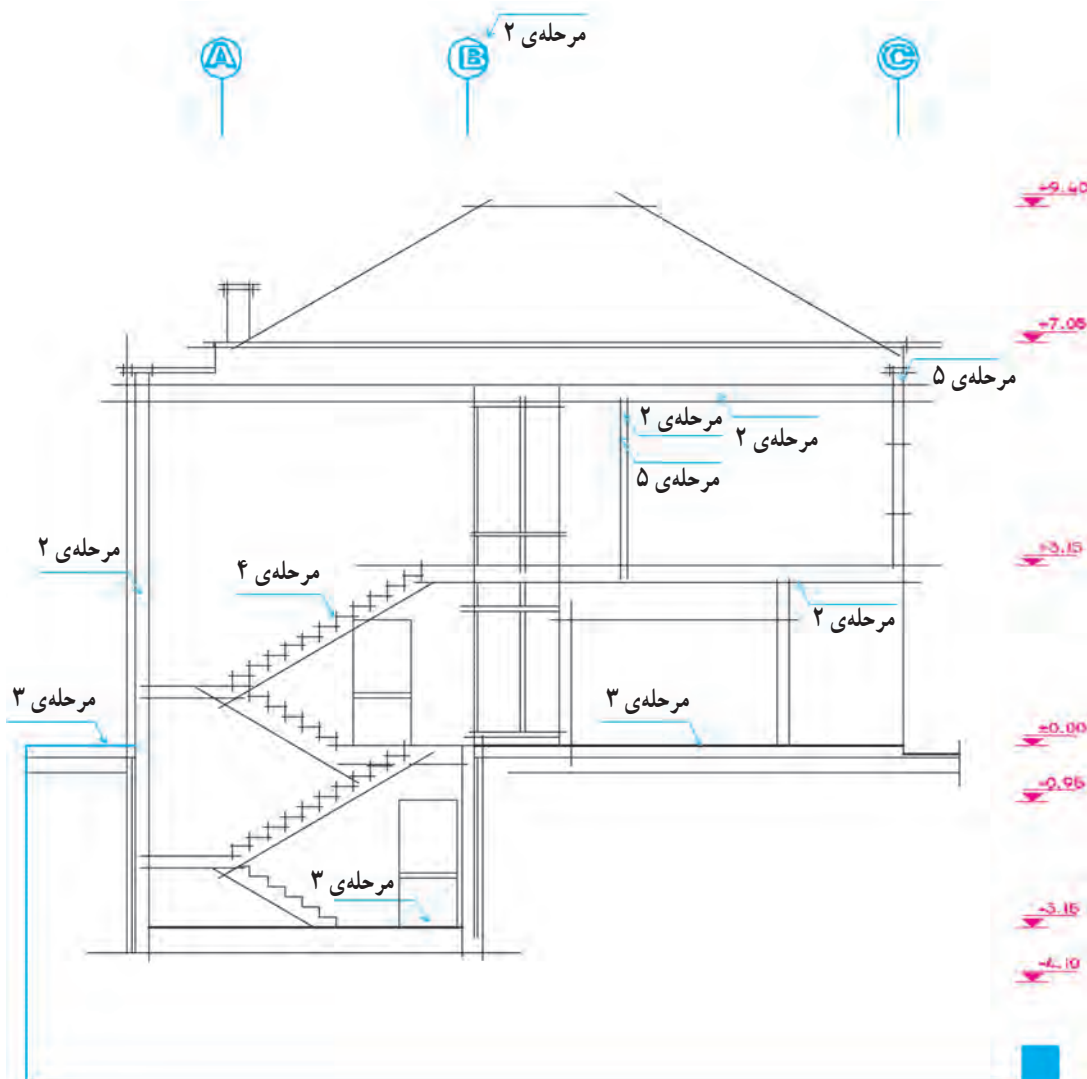 مرحله‌ی ۲
A B C
+9.40
+7.05
مرحله‌ی ۵
مرحله‌ی ۲
مرحله‌ی ۲
مرحله‌ی ۵
مرحله‌ی ۲
مرحله‌ی ۴
+3.15
مرحله‌ی ۲
مرحله‌ی ۳
مرحله‌ی ۳
±0.00
-0.95
مرحله‌ی ۳
-3.15
-4.10